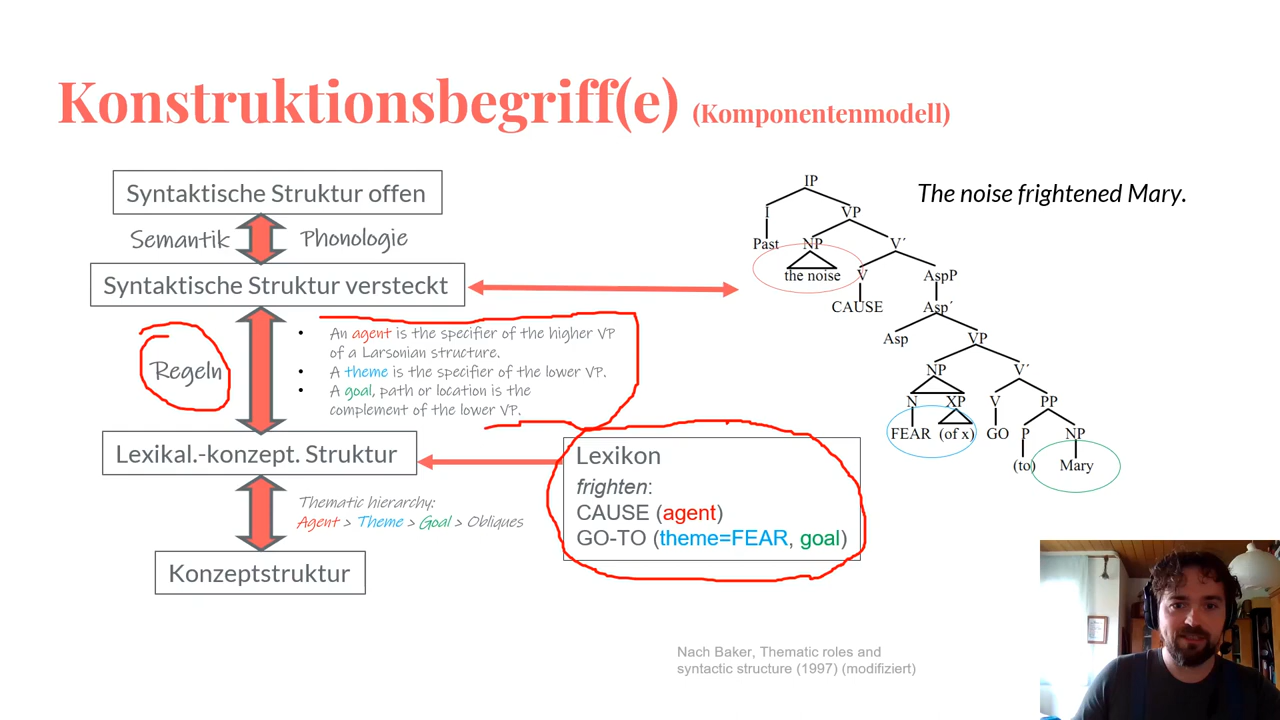 Konstruktionsbegriff(e) (Komponentenmodell)
Syntaktische Struktur offen
Semantik
Phonologie
Syntaktische Struktur versteckt
Regeln
• An agent is the specifier of the higher VP
of a Larsonian structure.
• A theme is the specifier of the lower VP.
• A goal, path or location is the
complement of the lower VP.
Lexikal.-konzept. Struktur
Thematic hierarchy:
Agent > Theme > Goal > Obliques
Konzeptstruktur
Lexikon
frighten:
CAUSE (agent)
GO-TO (theme=FEAR, goal)
The noise frightened Mary.
IP
I VP
Past NP V´
the noise V AspP
CAUSE Asp´
Asp VP
NP V´
N XP V PP
FEAR (of x) GO P NP
(to) Mary
Nach Baker, Thematic roles and
syntactic structure (1997) (modifiziert)